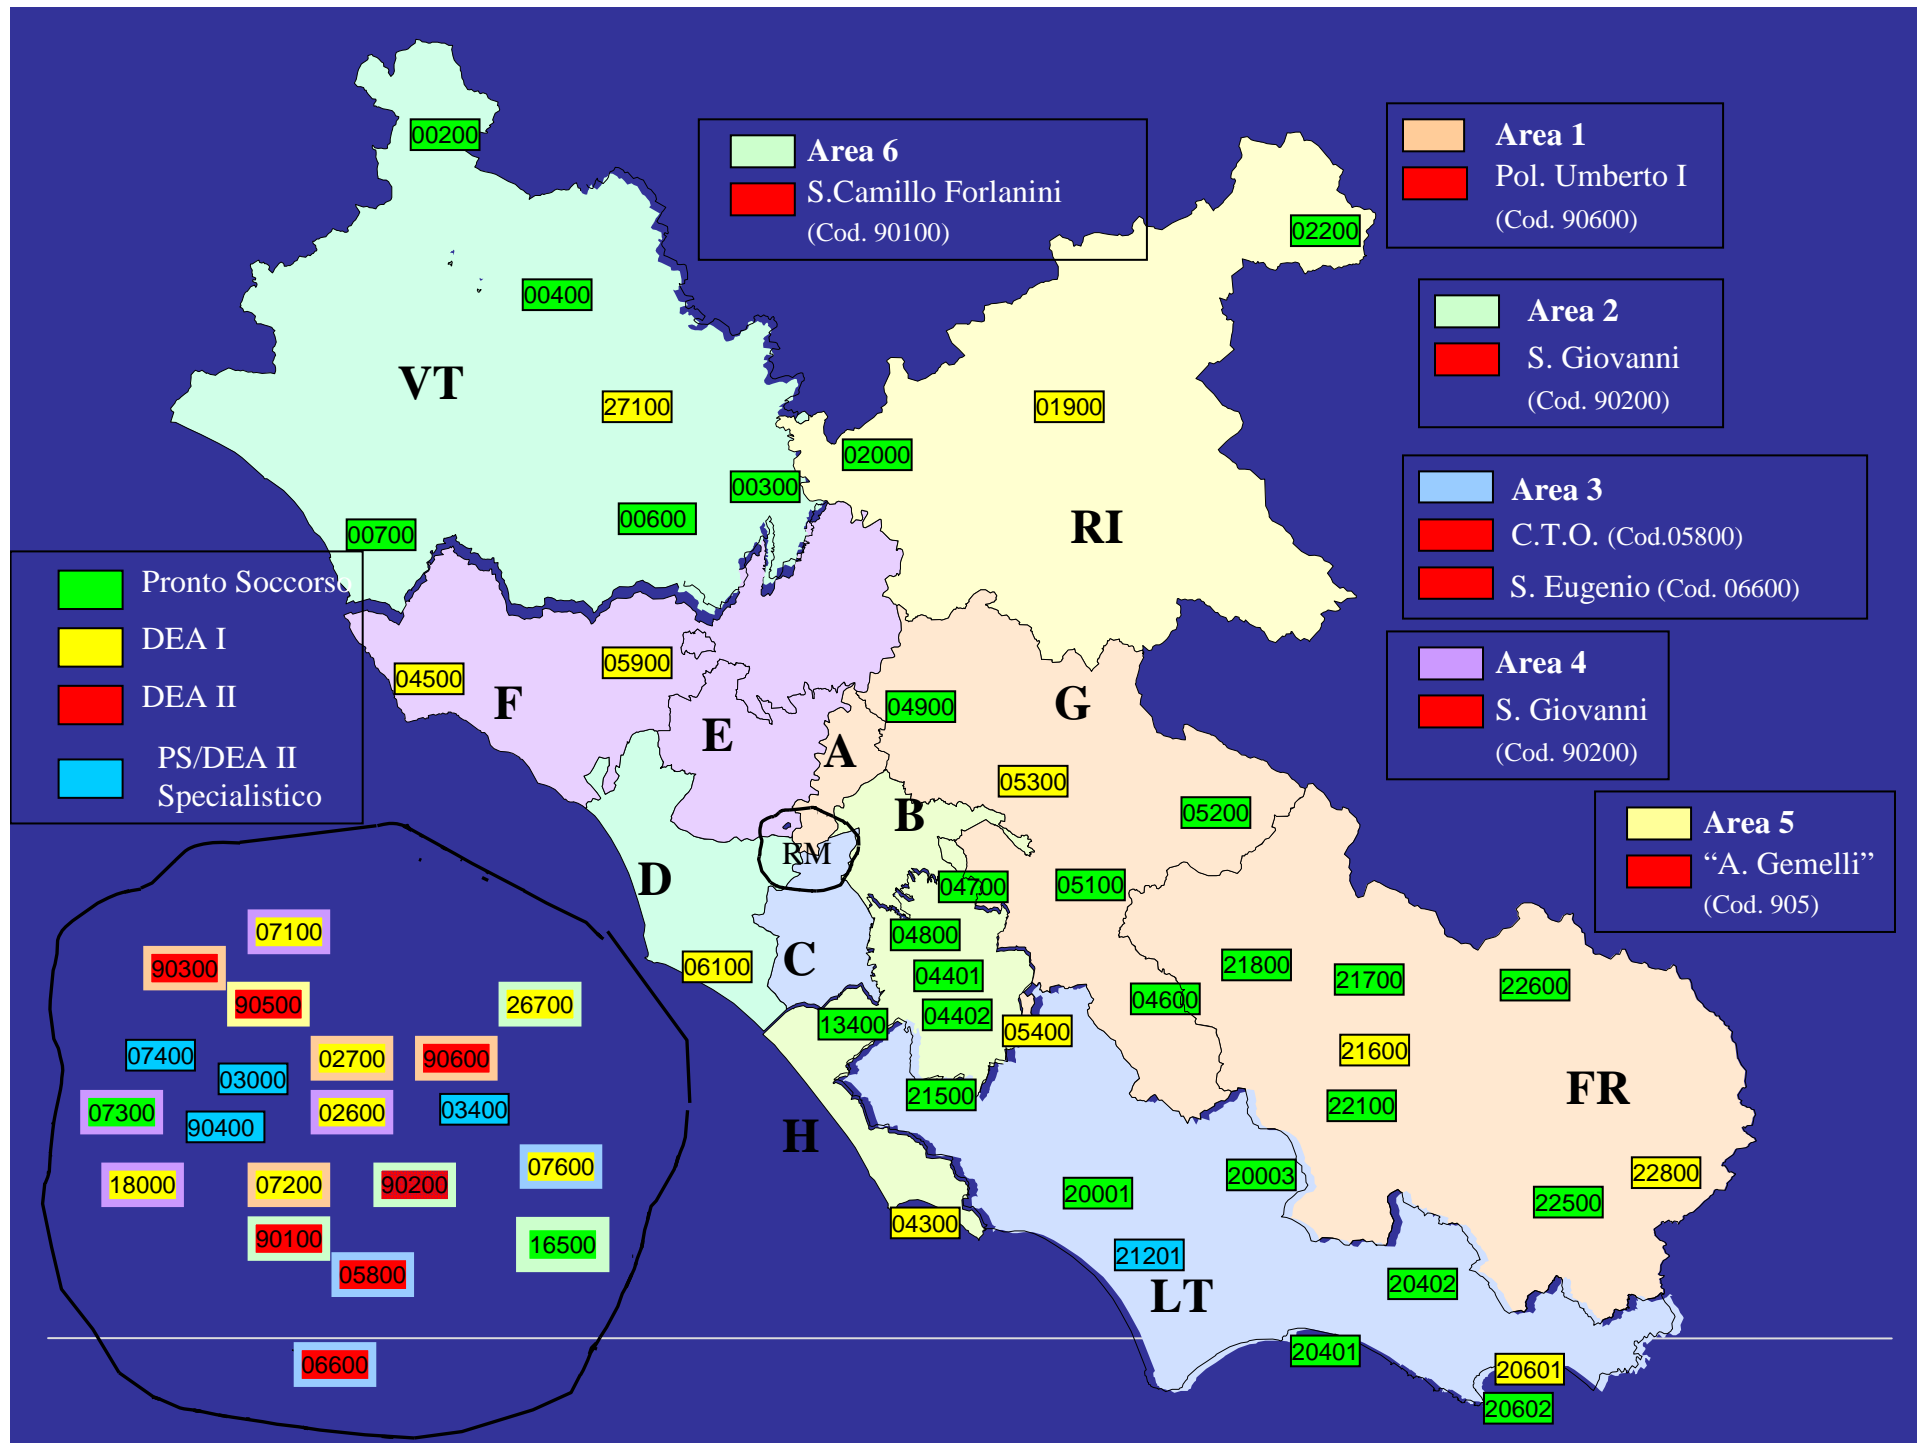 00200
Area 6
S.Camillo Forlanini
(Cod. 90100)
Area 1
Pol. Umberto I
(Cod. 90600)
02200
00400
Area 2
S. Giovanni
(Cod. 90200)
VT
27100
01900
02000
00300
00600
00700
RI
Area 3
C.T.O. (Cod.05800)
S. Eugenio (Cod. 06600)
Pronto Soccorso
DEA I
DEA II
PS/DEA II
Specialistico
04500
05900
F
E
A
04900
G
Area 4
S. Giovanni
(Cod. 90200)
05300
05200
B
RM
D
04700
05100
Area 5
“A. Gemelli”
(Cod. 905)
04800
C
06100
04401
04402
13400
05400
04600
21800
21700
22600
21600
22100
FR
21500
H
20001
20003
22800
22500
04300
21201
LT
20402
20401
20601
20602
07100
90300
90500
26700
07400
03000
02700
90600
07300
90400
02600
03400
18000
07200
90200
07600
90100
05800
16500
06600